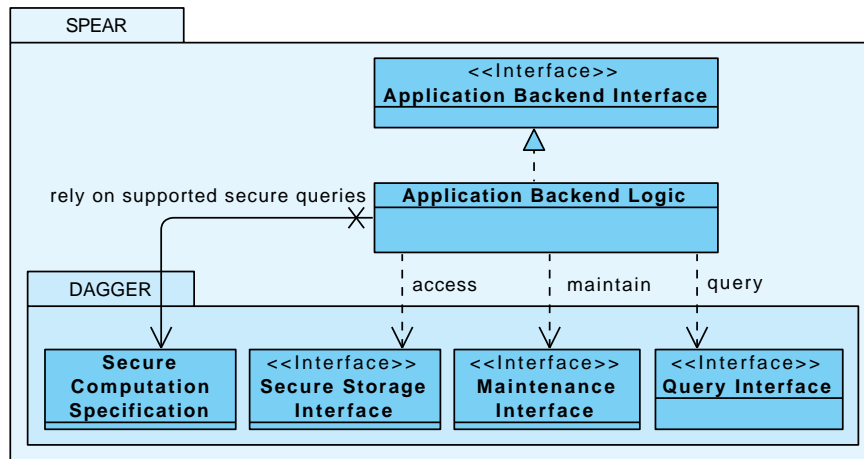 SPEAR
<<Interface>>
Application Backend Interface
rely on supported secure queries
Application Backend Logic
access
maintain
query
DAGGER
Secure
Computation
Specification
<<Interface>>
Secure Storage
Interface
<<Interface>>
Maintenance
Interface
<<Interface>>
Query Interface